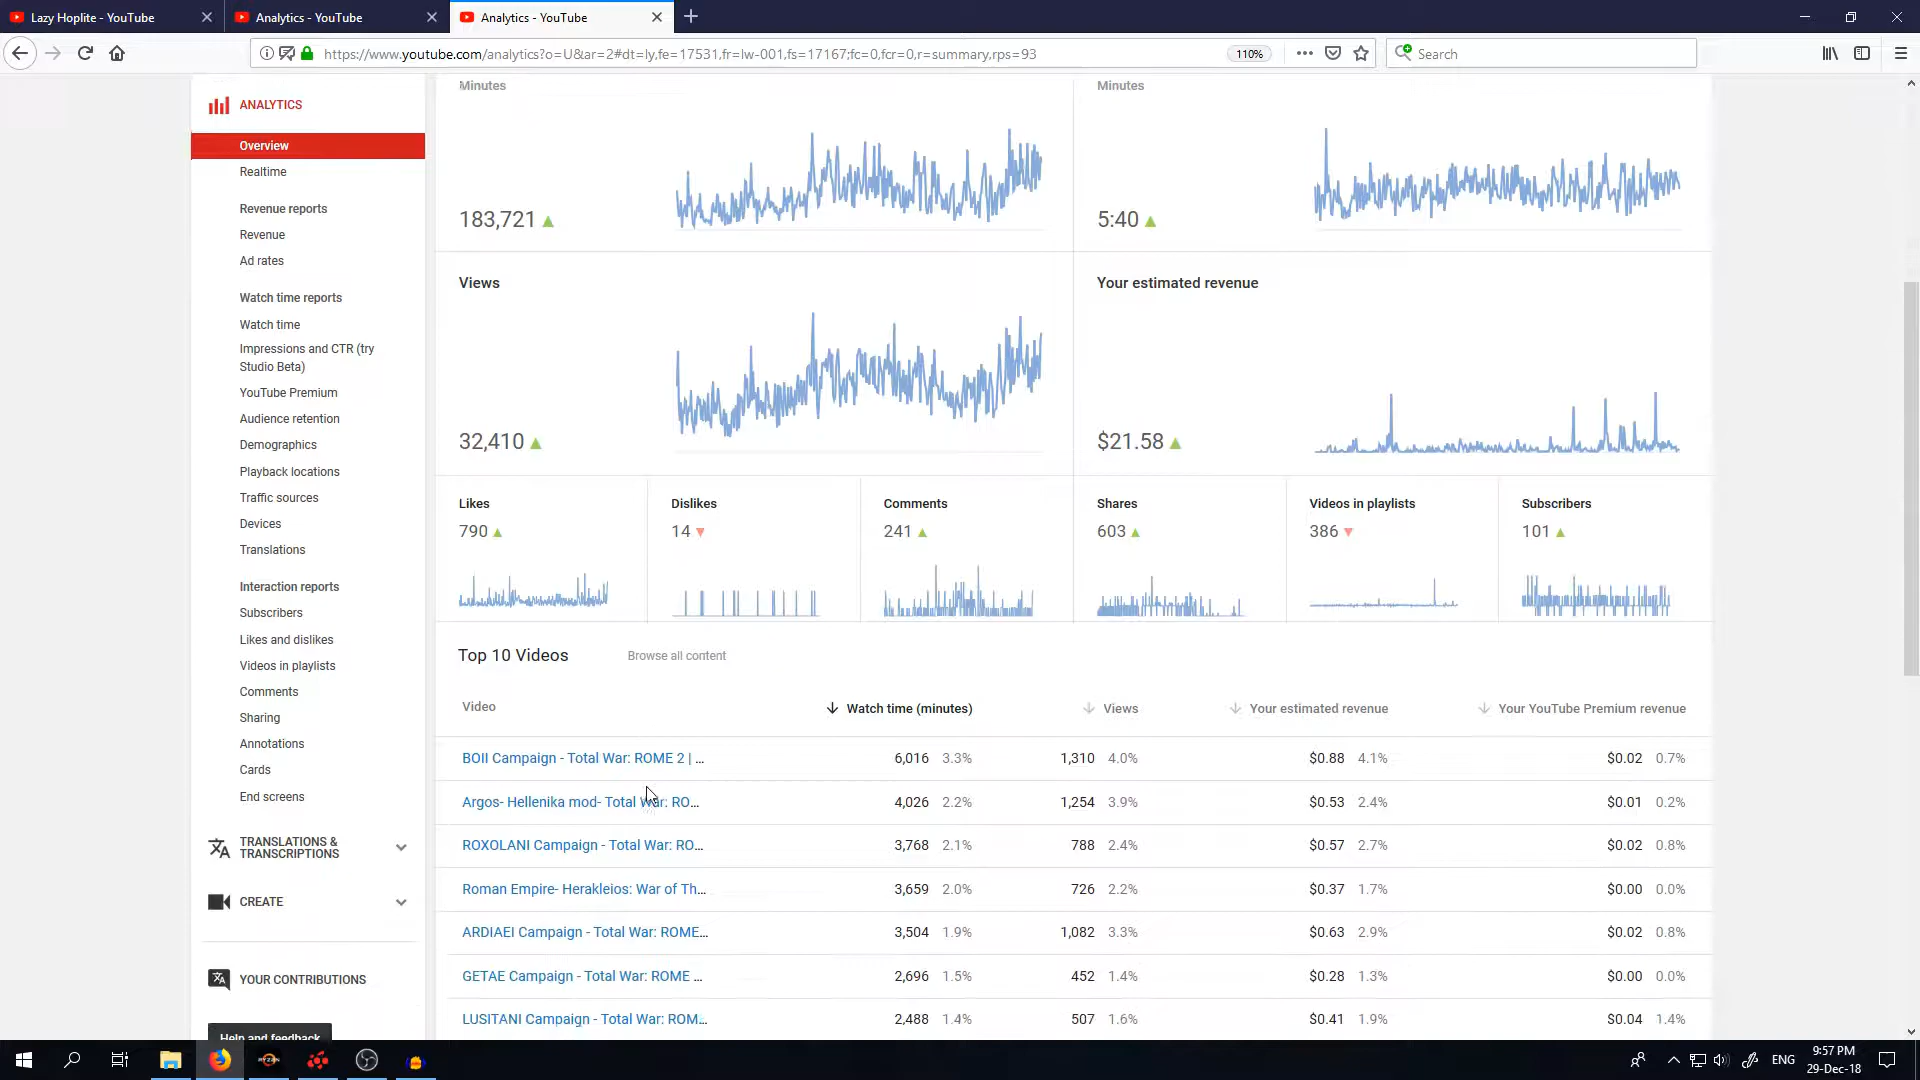 Lazy Hoplite - YouTube
Analytics - YouTube
Analytics - YouTube
https://www.youtube.com/analytics?o=U&ar=2#dt=ly,fe=17531,fr=lw-001,fs=17167;fc=0,fcr=0,r=summary,rps=93
110%
Search
ANALYTICS
Overview
Realtime
Revenue reports
Revenue
Ad rates
Watch time reports
Watch time
Impressions and CTR (try
Studio Beta)
YouTube Premium
Audience retention
Demographics
Playback locations
Traffic sources
Devices
Translations
Interaction reports
Subscribers
Likes and dislikes
Videos in playlists
Comments
Sharing
Annotations
Cards
End screens
TRANSLATIONS &
TRANSCRIPTIONS
CREATE
YOUR CONTRIBUTIONS
Help and feedback
Minutes
183,721
Minutes
5:40
Views
32,410
Your estimated revenue
$21.58
Likes
790
Dislikes
14
Comments
241
Shares
603
Videos in playlists
386
Subscribers
101
Top 10 Videos Browse all content
Video Watch time (minutes) Views Your estimated revenue Your YouTube Premium revenue
BOII Campaign - Total War: ROME 2 | ... 6,016 3.3% 1,310 4.0% $0.88 4.1% $0.02 0.7%
Argos- Hellenika mod- Total War: RO... 4,026 2.2% 1,254 3.9% $0.53 2.4% $0.01 0.2%
ROXOLANI Campaign - Total War: RO... 3,768 2.1% 788 2.4% $0.57 2.7% $0.02 0.8%
Roman Empire- Herakleios: War of Th... 3,659 2.0% 726 2.2% $0.37 1.7% $0.00 0.0%
ARDIAEI Campaign - Total War: ROME... 3,504 1.9% 1,082 3.3% $0.63 2.9% $0.02 0.8%
GETAE Campaign - Total War: ROME ... 2,696 1.5% 452 1.4% $0.28 1.3% $0.00 0.0%
LUSITANI Campaign - Total War: ROM... 2,488 1.4% 507 1.6% $0.41 1.9% $0.04 1.4%
RYZEN
ENG
9:57 PM
29-Dec-18